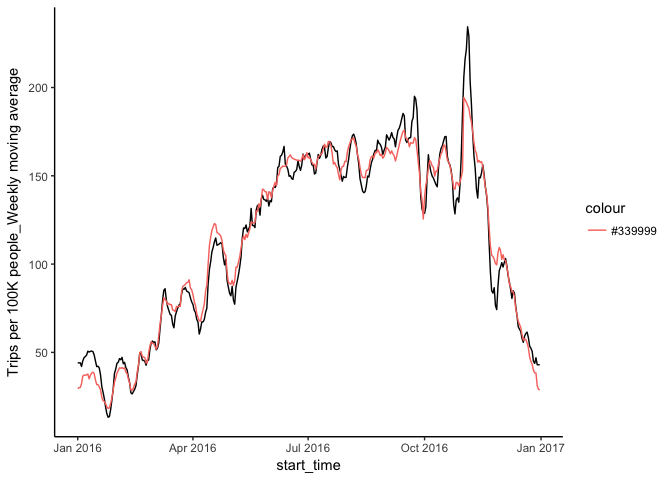 Trips per 100K people_Weekly moving average
200
150
100
50
Jan 2016
Apr 2016
Jul 2016
Oct 2016
Jan 2017
start_time
colour
#339999